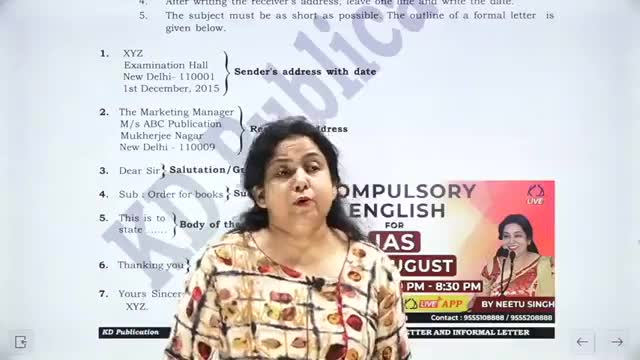 4. After writing the receiver's address, leave one line and write the date.
5. The subject must be as short as possible. The outline of a formal letter is
given below.
1. XYZ
Examination Hall
New Delhi- 110001
1st December, 2015
Sender's address with date
2. The Marketing Manager
M/s ABC Publication
Mukherjee Nagar
New Delhi - 110009
3. Dear Sir
4. Sub : Order for books
5. This is to
state ......
Body of the
6. Thanking you
7. Yours
XYZ.
KD Publication
COMPULSORY
ENGLISH
FOR
IAS
PM - 8:30 PM
LIVE
LIVE APP
BY NEETU SINGH
Contact : 9555108888 / 9555208888
LETTER AND INFORMAL LETTER
KD Publica